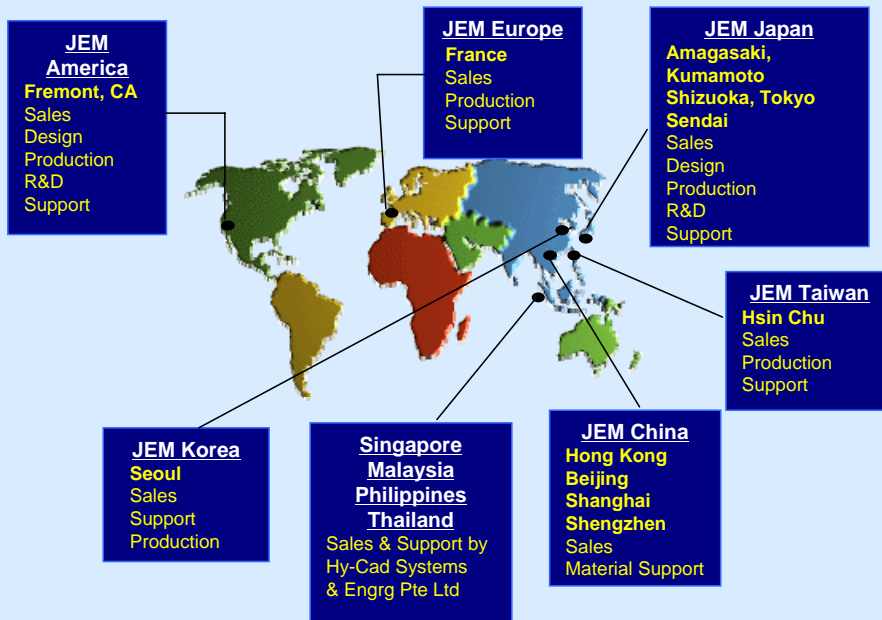 JEM
America
Fremont, CA
Sales
Design
Production
R&D
Support
JEM Europe
France
Sales
Production
Support
JEM Japan
Amagasaki,
Kumamoto
Shizuoka, Tokyo
Sendai
Sales
Design
Production
R&D
Support
JEM Taiwan
Hsin Chu
Sales
Production
Support
JEM Korea
Seoul
Sales
Support
Production
Singapore
Malaysia
Philippines
Thailand
Sales & Support by
Hy-Cad Systems
& Engrg Pte Ltd
JEM China
Hong Kong
Beijing
Shanghai
Shengzhen
Sales
Material Support